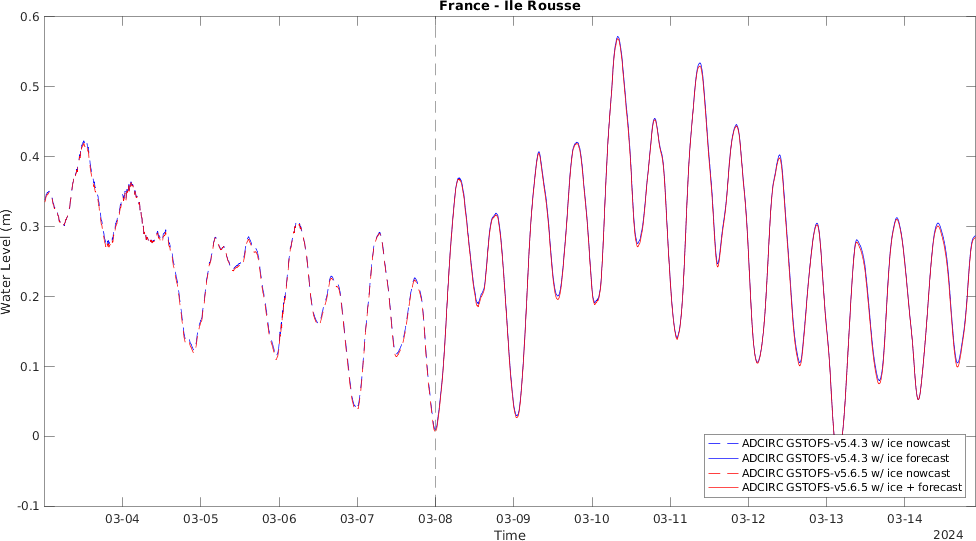 France - Ile Rousse
0.6
0.5
0.4
0.3
0.2
0.1
0
-0.1
Water Level (m)
ADCIRC GSTOFS-v5.4.3 w/ ice nowcast
ADCIRC GSTOFS-v5.4.3 w/ ice forecast
ADCIRC GSTOFS-v5.6.5 w/ ice nowcast
ADCIRC GSTOFS-v5.6.5 w/ ice + forecast
03-04 03-05 03-06 03-07 03-08 03-09 03-10 03-11 03-12 03-13 03-14
Time
2024